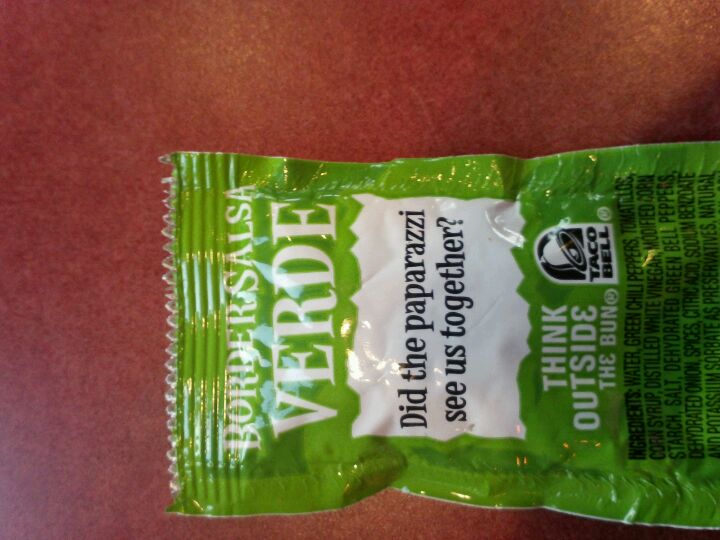 BORDER SALSA
VERDE
Did the paparazzi
see us together?
THINK
OUTSIDE
THE BUN®
TACO
BELL®
INGREDIENTS: WATER, GREEN CHILI PEPPERS,
CORN SYRUP, DISTILLED WHITE VINEGAR, MODIFIED CORN
STARCH, SALT, DEHYDRATED GREEN BELL PEPPERS,
DEHYDRATED ONION, SPICES, CITRIC ACID, SODIUM BENZOATE
AND POTASSIUM SORBATE AS PRESERVATIVES, NATURAL